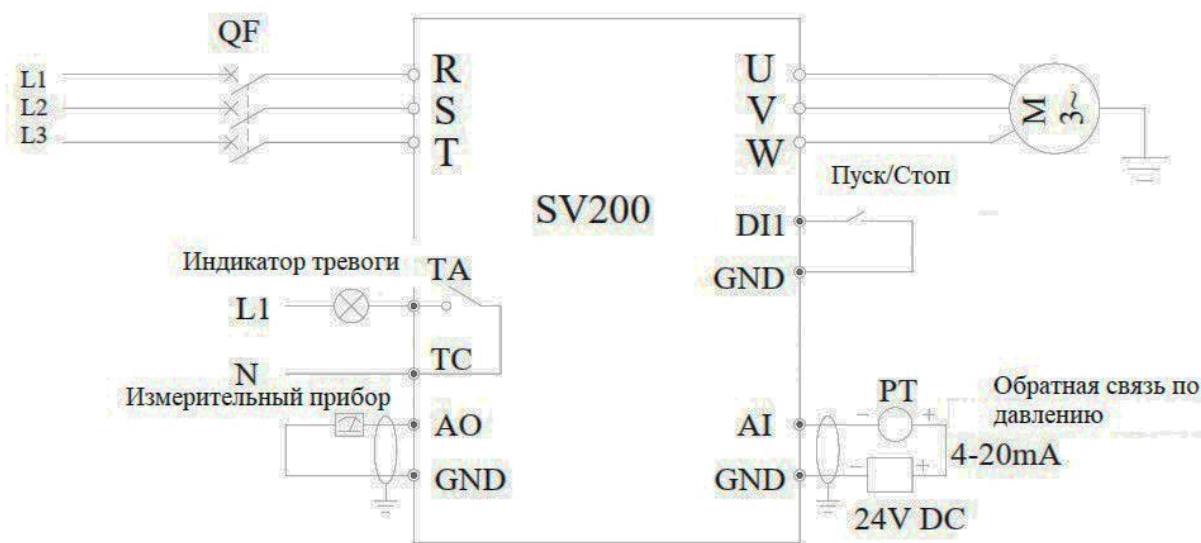 QF
L1
L2
L3
R
S
T
U
V
W
M
3~
SV200
Пуск/Стоп
DI1
GND
Индикатор тревоги
TA
L1
TC
N
Измерительный прибор
AO
GND
AI
GND
PT
− +
Обратная связь по
давлению
4-20mA
− +
24V DC